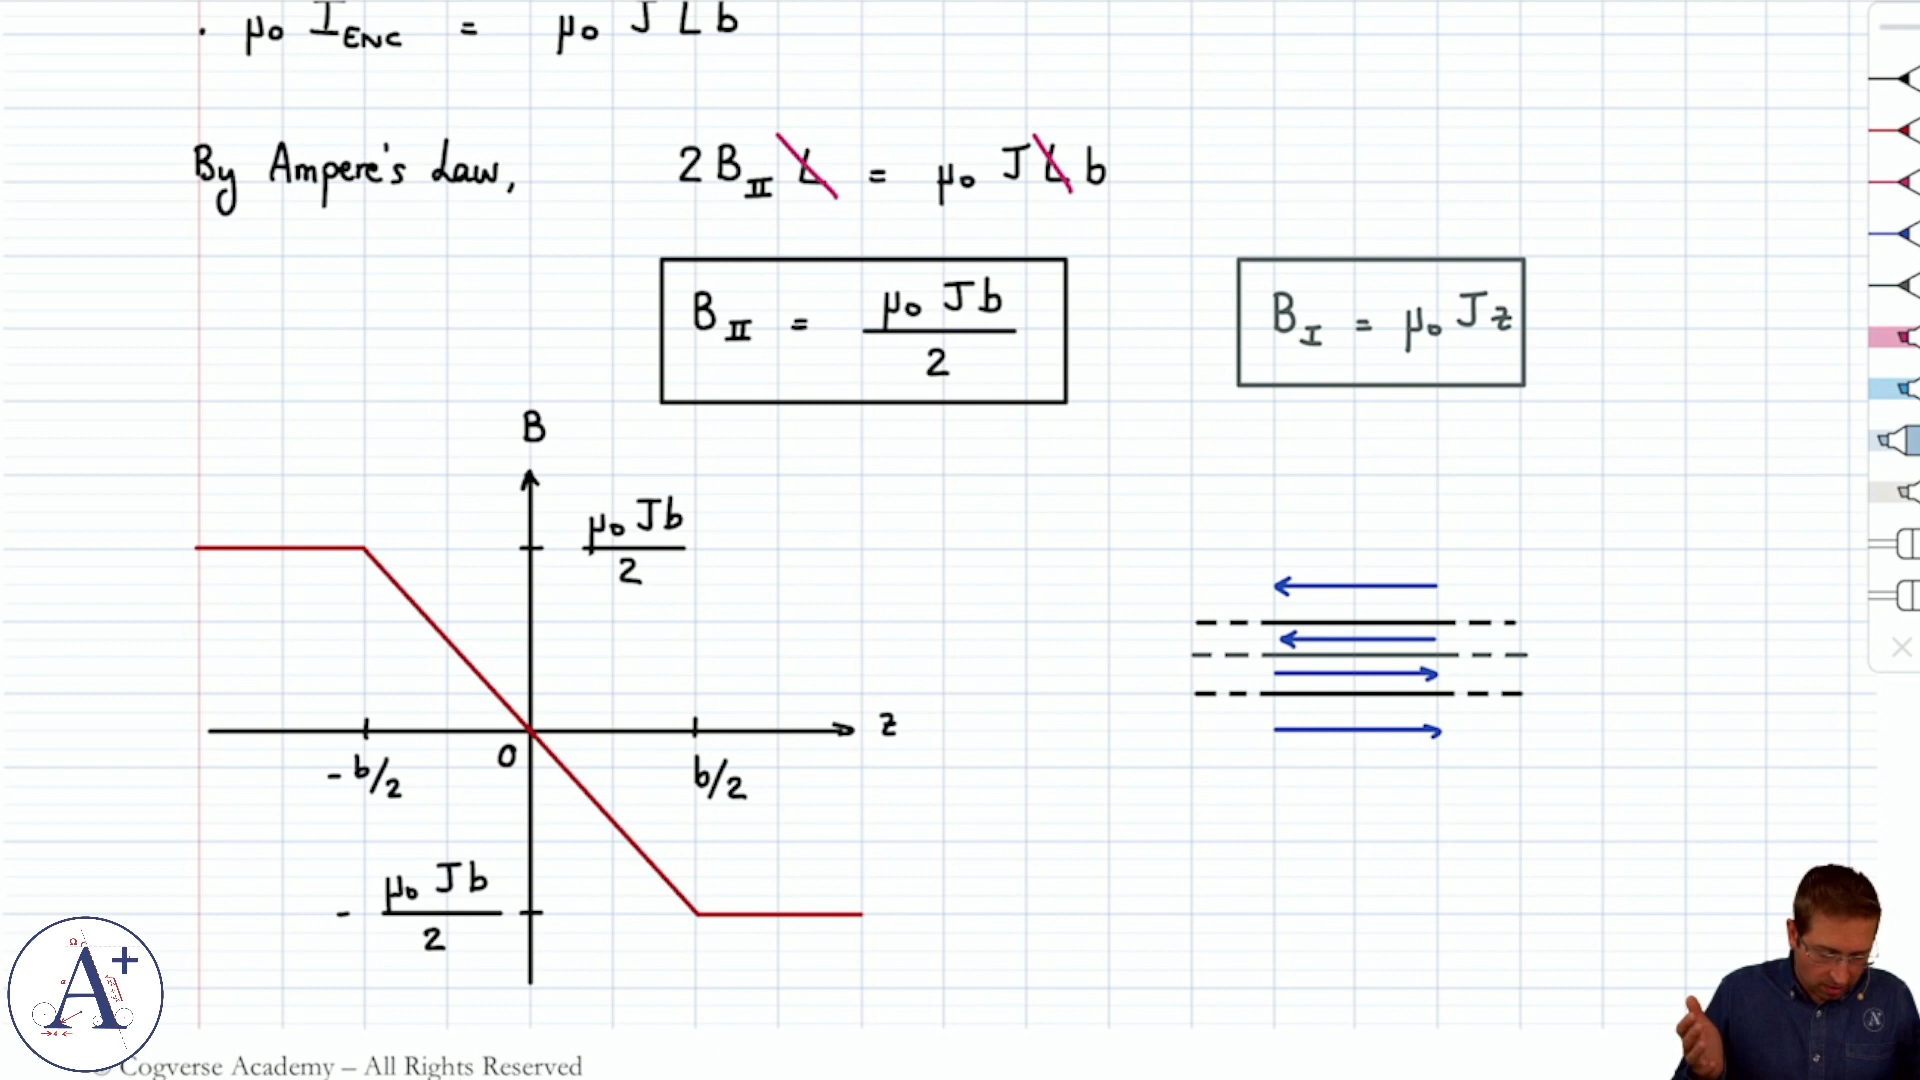 . μ₀ I_ENC = μ₀ J L b
By Ampere's Law, 2 B_II L = μ₀ J L b
B_II = μ₀ J b / 2
B_I = μ₀ J z
B
μ₀ J b / 2
z
0
- b/2
b/2
- μ₀ J b / 2
A+
© Cogverse Academy – All Rights Reserved